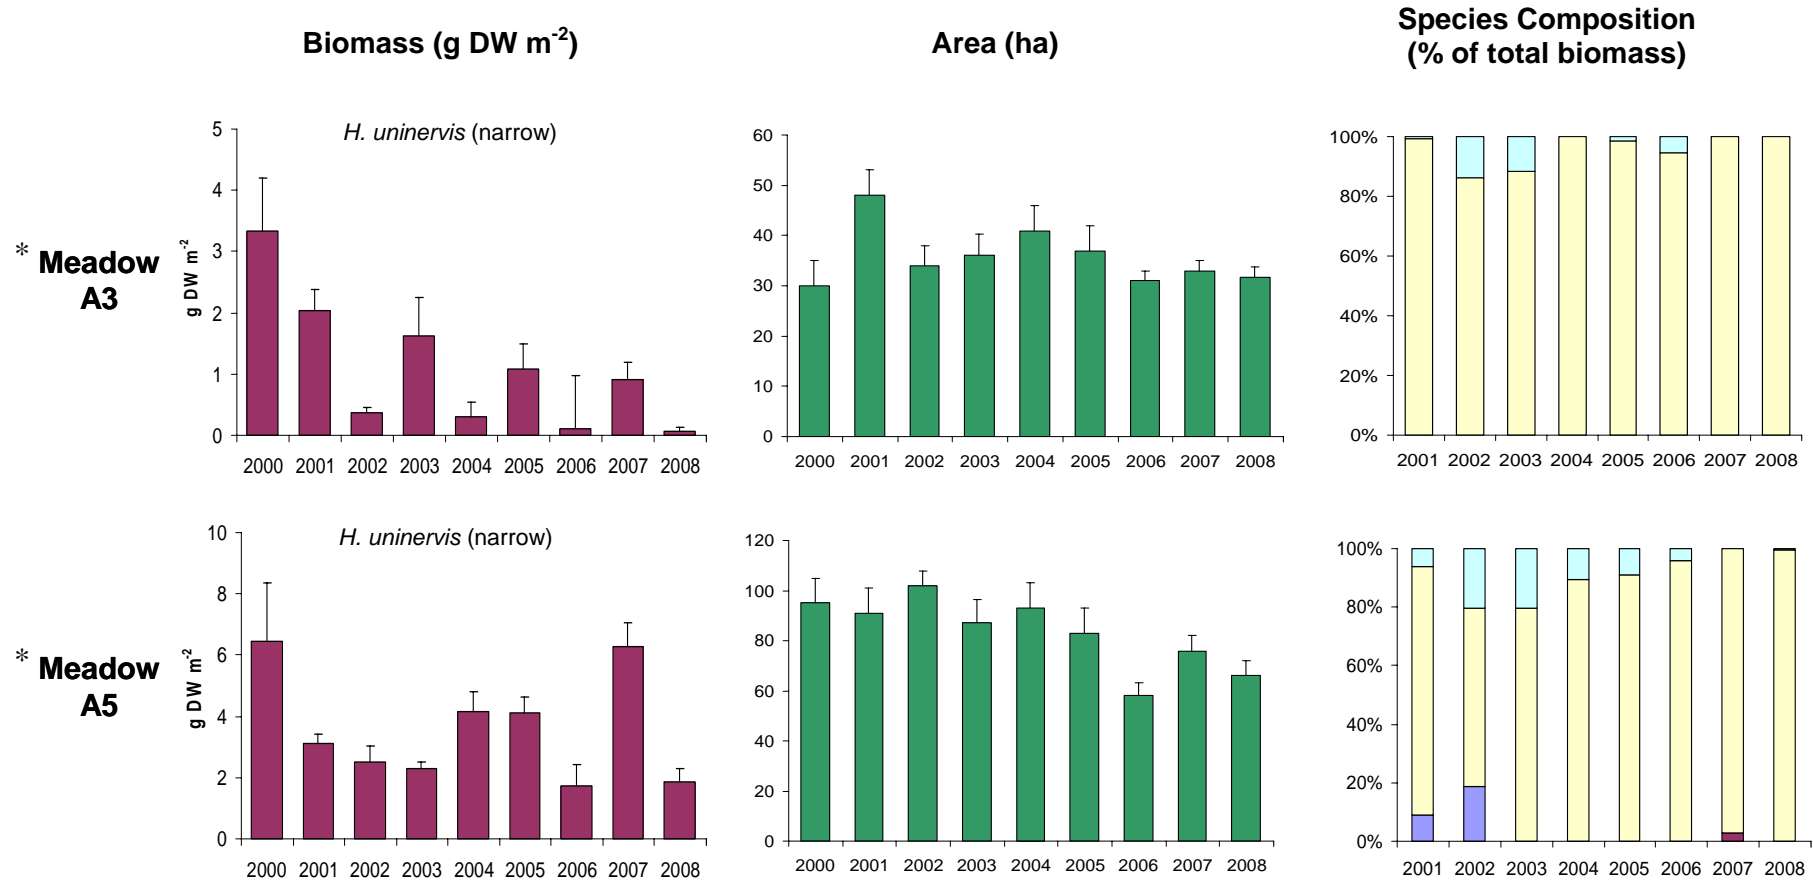 Biomass (g DW m-2)
Area (ha)
Species Composition
(% of total biomass)
* Meadow
A3
H. uninervis (narrow)
g DW m-2
5
4
3
2
1
0
2000 2001 2002 2003 2004 2005 2006 2007 2008
60
50
40
30
20
10
0
2000 2001 2002 2003 2004 2005 2006 2007 2008
100%
80%
60%
40%
20%
0%
2001 2002 2003 2004 2005 2006 2007 2008
* Meadow
A5
H. uninervis (narrow)
g DW m-2
10
8
6
4
2
0
2000 2001 2002 2003 2004 2005 2006 2007 2008
120
100
80
60
40
20
0
2000 2001 2002 2003 2004 2005 2006 2007 2008
100%
80%
60%
40%
20%
0%
2001 2002 2003 2004 2005 2006 2007 2008